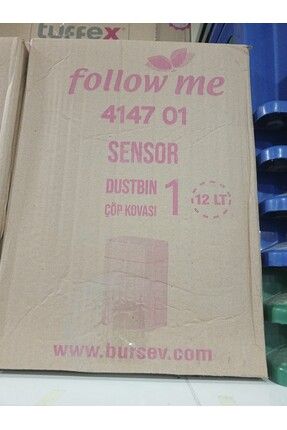 tuffex
follow me
4147 01
SENSOR
DUSTBIN
ÇÖP KOVASI
1
12 LT
www.bursev.com